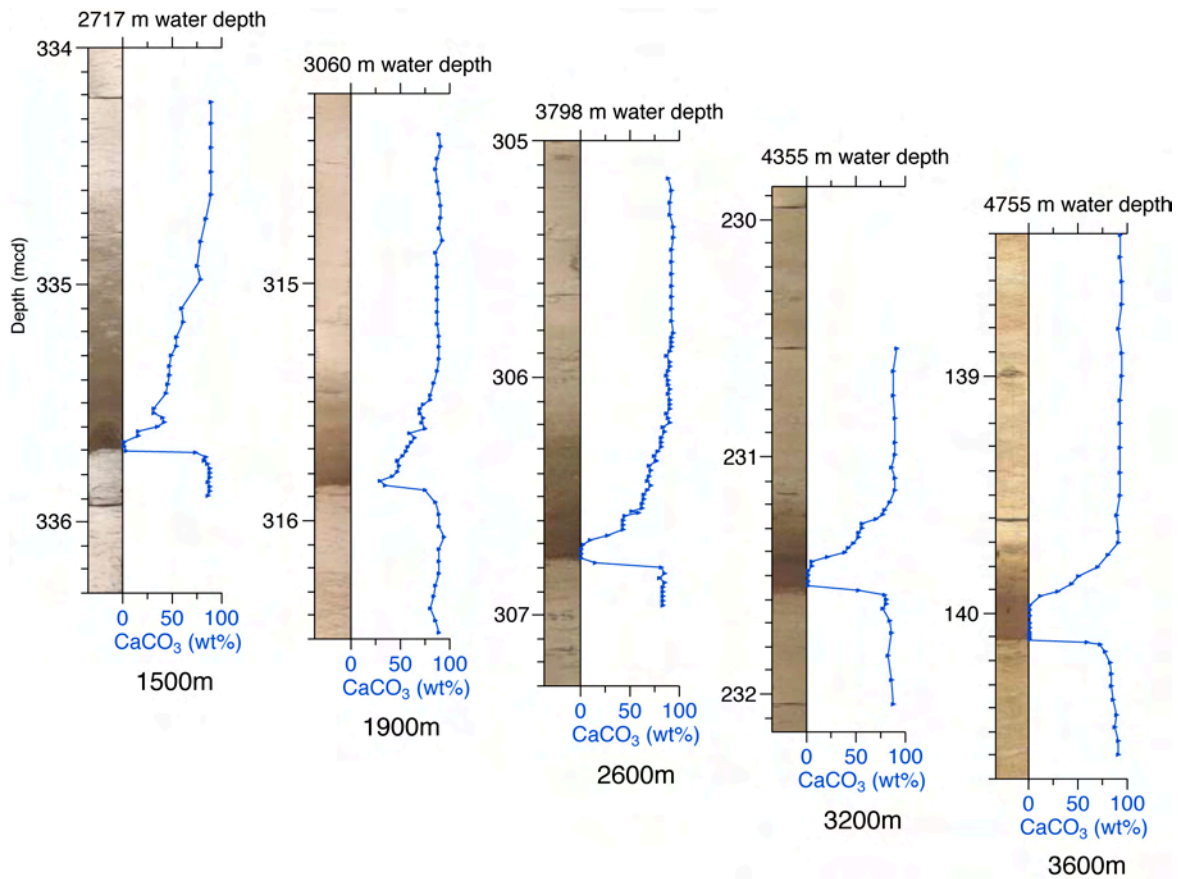 2717 m water depth
334
335
336
Depth (mcd)
0 50 100
CaCO3 (wt%)
1500m
3060 m water depth
315
316
0 50 100
CaCO3 (wt%)
1900m
3798 m water depth
305
306
307
0 50 100
CaCO3 (wt%)
2600m
4355 m water depth
230
231
232
0 50 100
CaCO3 (wt%)
3200m
4755 m water depth
139
140
0 50 100
CaCO3 (wt%)
3600m